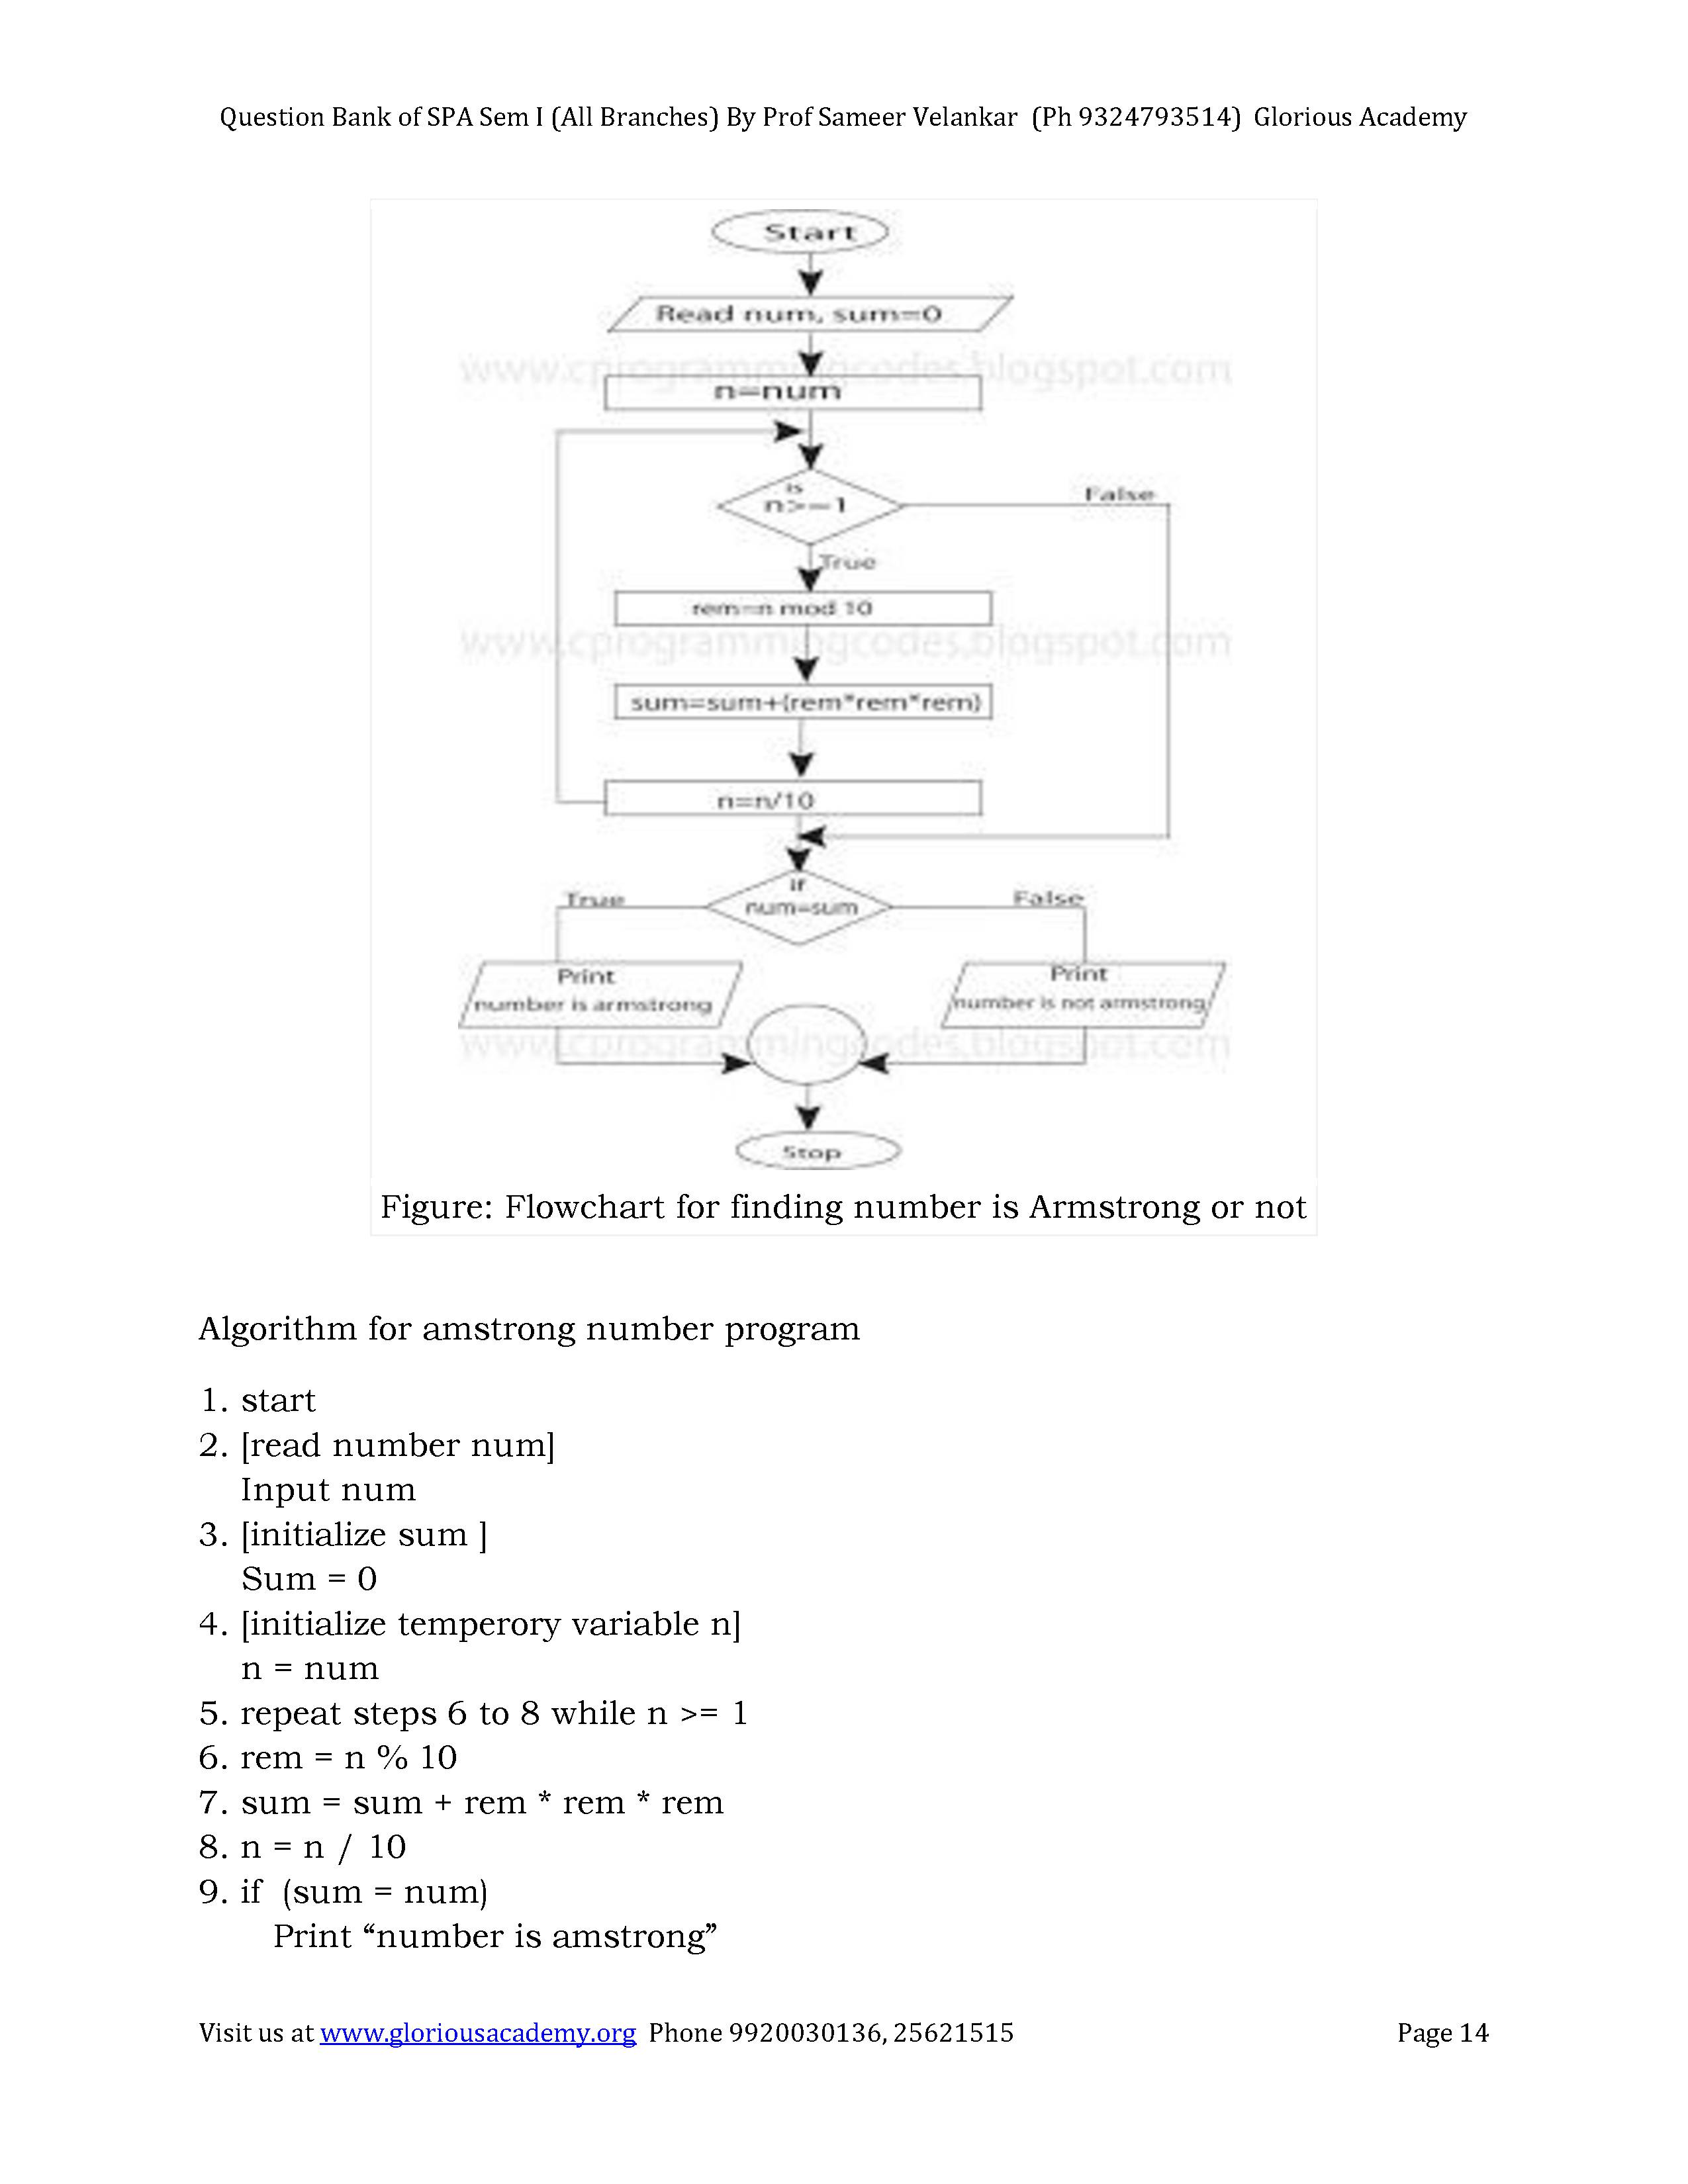 Question Bank of SPA Sem I (All Branches) By Prof Sameer Velankar (Ph 9324793514) Glorious Academy
Start
Read num, sum=0
www.cprogrammingcodes.blogspot.com
n=num
is
n>=1
False
True
rem=n mod 10
www.cprogrammingcodes.blogspot.com
sum=sum+(rem*rem*rem)
n=n/10
if
num=sum
True
False
Print
number is armstrong
Print
number is not armstrong
www.cprogrammingcodes.blogspot.com
Stop
Figure: Flowchart for finding number is Armstrong or not
Algorithm for amstrong number program
1. start
2. [read number num]
Input num
3. [initialize sum ]
Sum = 0
4. [initialize temperory variable n]
n = num
5. repeat steps 6 to 8 while n >= 1
6. rem = n % 10
7. sum = sum + rem * rem * rem
8. n = n / 10
9. if (sum = num)
Print “number is amstrong”
Visit us at www.gloriousacademy.org Phone 9920030136, 25621515 Page 14